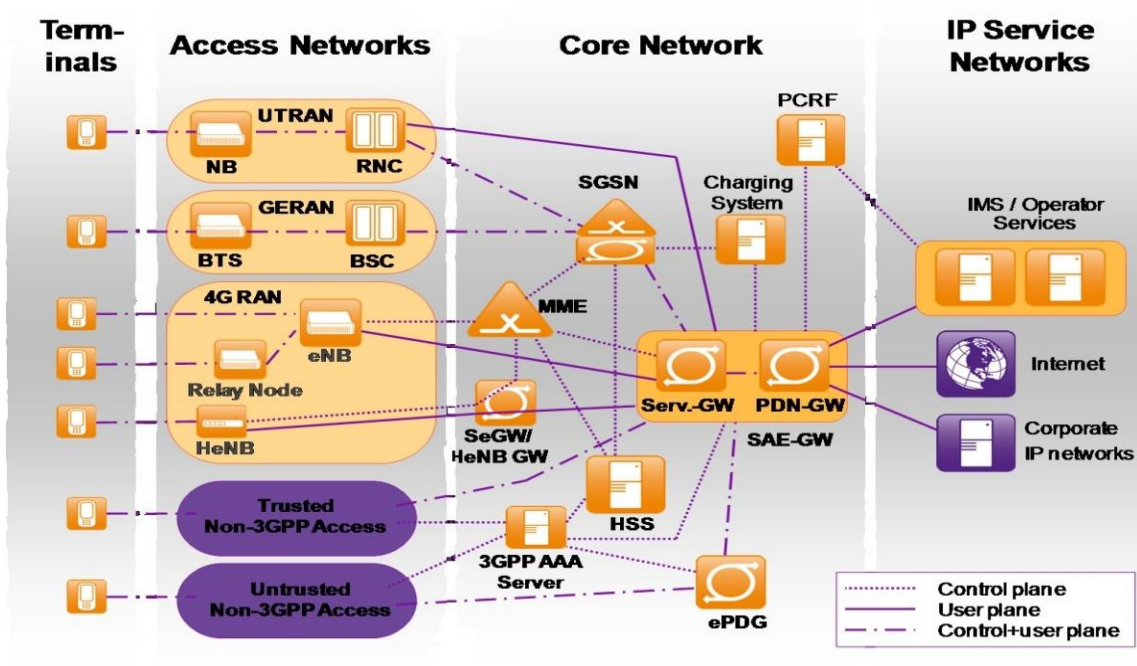 Term-
inals
Access Networks
Core Network
IP Service
Networks
PCRF
UTRAN
NB
RNC
SGSN
Charging
System
IMS / Operator
Services
GERAN
BTS
BSC
4G RAN
eNB
MME
Relay Node
HeNB
SeGW/
HeNB GW
Serv.-GW
PDN-GW
SAE-GW
Internet
Corporate
IP networks
Trusted
Non-3GPP Access
HSS
3GPP AAA
Server
Untrusted
Non-3GPP Access
ePDG
Control plane
User plane
Control+user plane